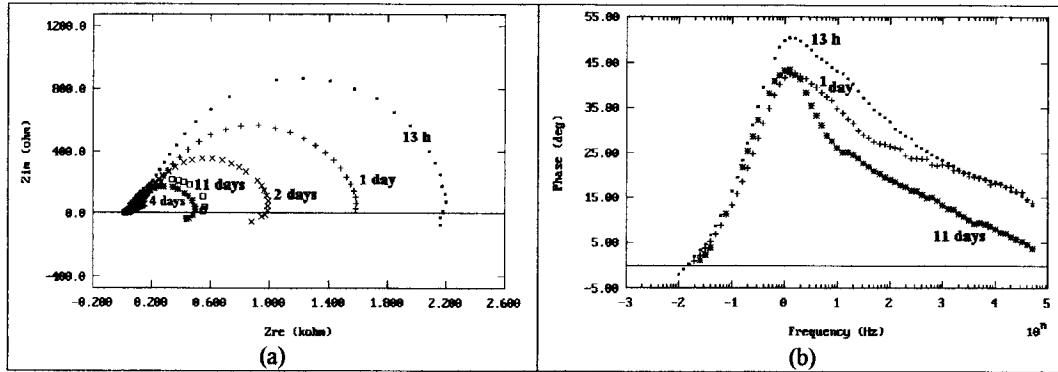 1200.0
800.0
400.0
0.0
-400.0
Zim (ohm)
-0.200
0.200
0.600
1.000
1.400
1.800
2.200
2.600
Zre (kohm)
13 h
1 day
2 days
11 days
4 days
(a)
55.00
45.00
35.00
25.00
15.00
5.00
-5.00
Phase (deg)
-3
-2
-1
0
1
2
3
4
5
Frequency (Hz)
10ⁿ
13 h
1 day
11 days
(b)